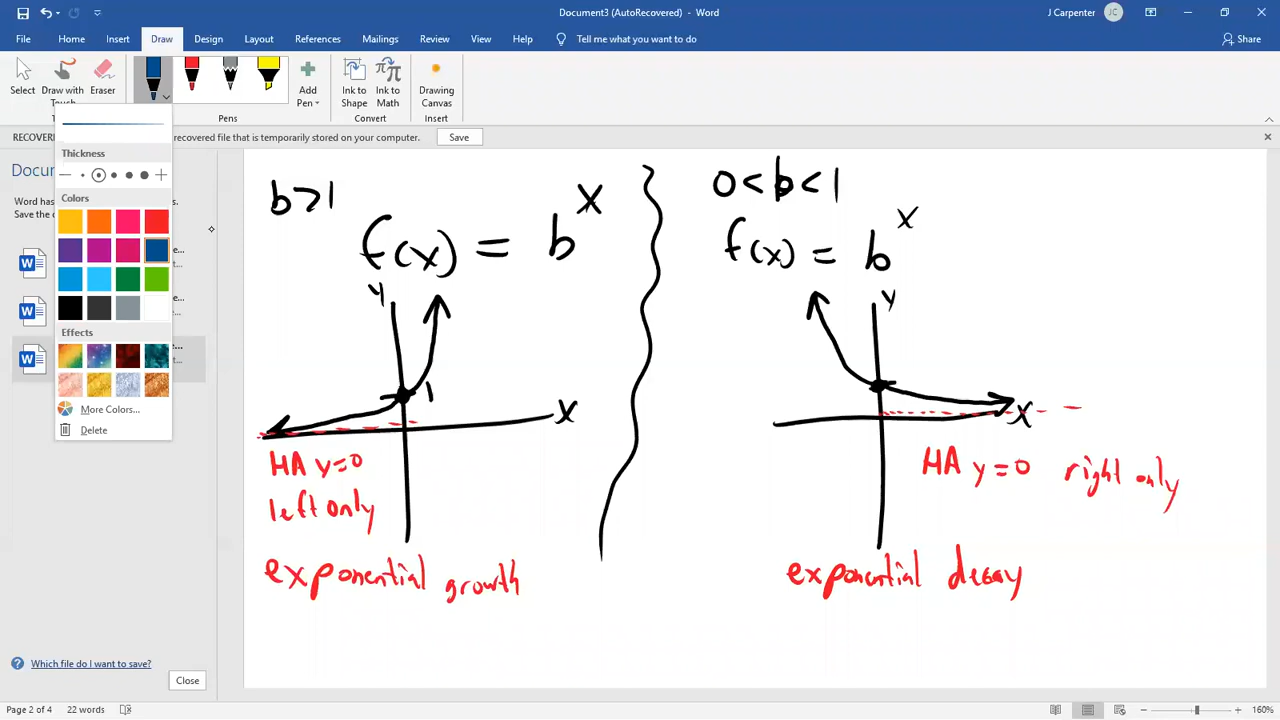 Document3 (AutoRecovered) - Word
J Carpenter JC
File Home Insert Draw Design Layout References Mailings Review View Help Tell me what you want to do Share
Select Draw with Touch Eraser
Add Pen
Ink to Shape
Ink to Math
Drawing Canvas
Pens Convert Insert
recovered file that is temporarily stored on your computer. Save
Thickness
Colors
Effects
More Colors...
Delete
Which file do I want to save?
Close
b>1
f(x) = b^x
y
1
x
HA y=0
left only
exponential growth
0<b<1
f(x) = b^x
y
x
HA y=0 right only
exponential decay
Page 2 of 4 22 words 160%